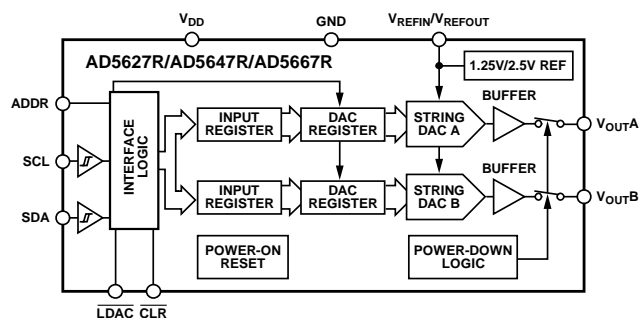 VDD
GND
VREFIN/VREFOUT
AD5627R/AD5647R/AD5667R
1.25V/2.5V REF
ADDR
SCL
SDA
INTERFACE
LOGIC
INPUT
REGISTER
DAC
REGISTER
STRING
DAC A
BUFFER
VOUTA
INPUT
REGISTER
DAC
REGISTER
STRING
DAC B
BUFFER
VOUTB
POWER-ON
RESET
POWER-DOWN
LOGIC
LDAC
CLR